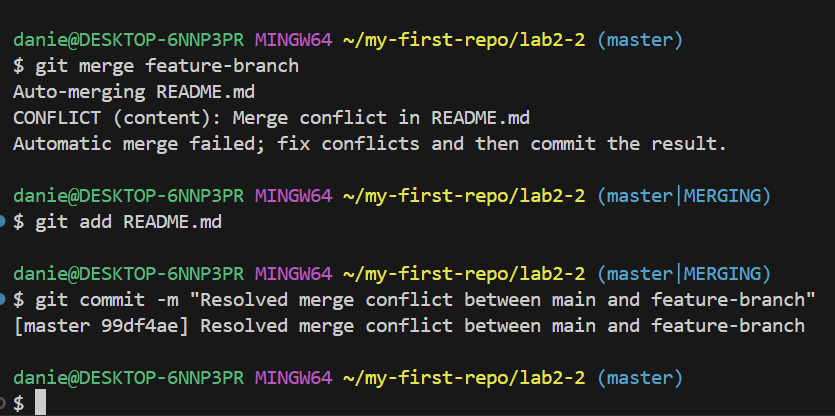 danie@DESKTOP-6NNP3PR MINGW64 ~/my-first-repo/lab2-2 (master)
$ git merge feature-branch
Auto-merging README.md
CONFLICT (content): Merge conflict in README.md
Automatic merge failed; fix conflicts and then commit the result.
danie@DESKTOP-6NNP3PR MINGW64 ~/my-first-repo/lab2-2 (master|MERGING)
$ git add README.md
danie@DESKTOP-6NNP3PR MINGW64 ~/my-first-repo/lab2-2 (master|MERGING)
$ git commit -m "Resolved merge conflict between main and feature-branch"
[master 99df4ae] Resolved merge conflict between main and feature-branch
danie@DESKTOP-6NNP3PR MINGW64 ~/my-first-repo/lab2-2 (master)
$